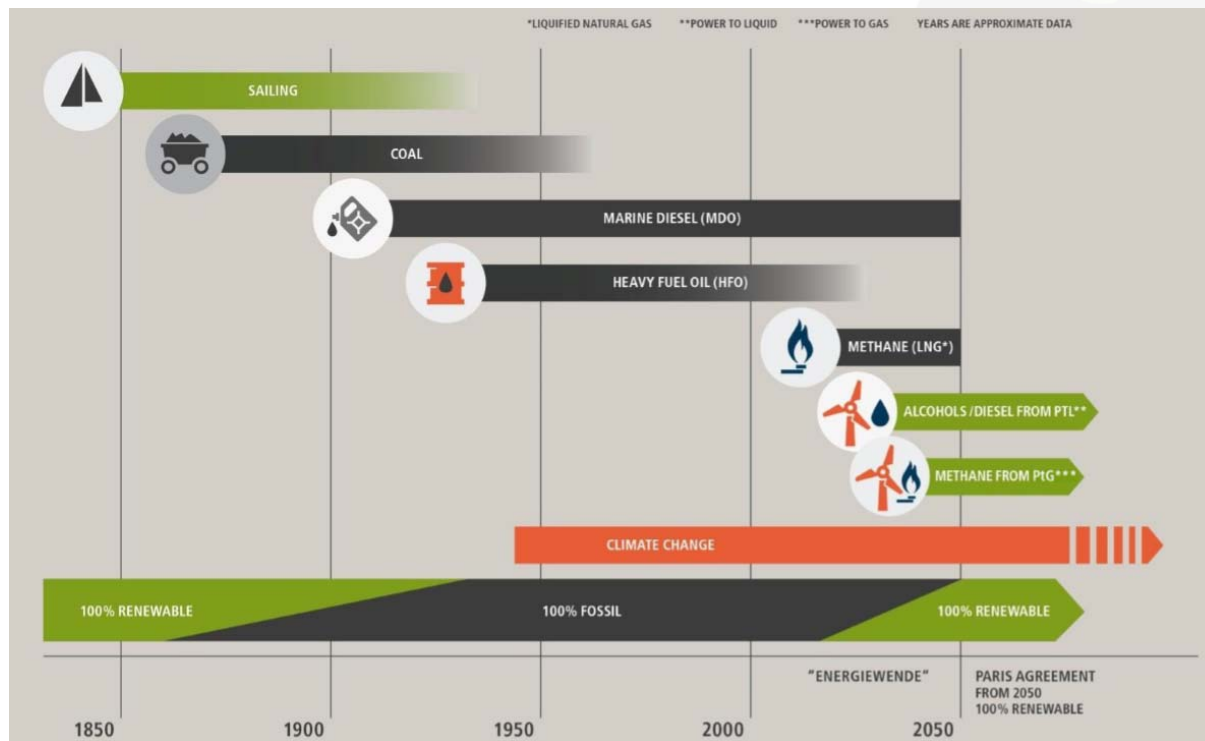 *LIQUIFIED NATURAL GAS **POWER TO LIQUID ***POWER TO GAS YEARS ARE APPROXIMATE DATA
SAILING
COAL
MARINE DIESEL (MDO)
HEAVY FUEL OIL (HFO)
METHANE (LNG*)
ALCOHOLS /DIESEL FROM PTL**
METHANE FROM PtG***
CLIMATE CHANGE
100% RENEWABLE 100% FOSSIL 100% RENEWABLE
"ENERGIEWENDE" PARIS AGREEMENT
FROM 2050
100% RENEWABLE
1850 1900 1950 2000 2050